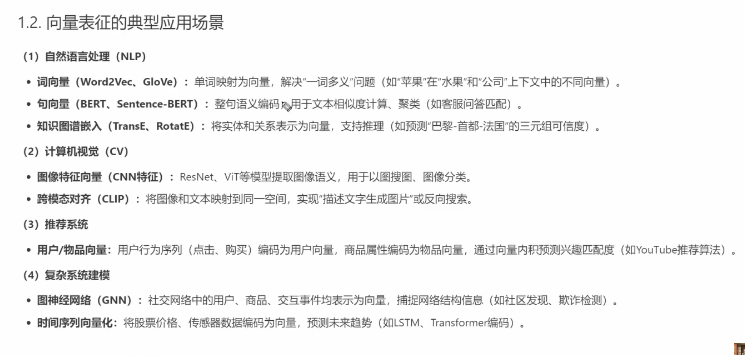 1.2. 向量表征的典型应用场景
（1）自然语言处理（NLP）
• 词向量（Word2Vec、GloVe）：单词映射为向量，解决"一词多义"问题（如"苹果"在"水果"和"公司"上下文中的不同向量）。
• 句向量（BERT、Sentence-BERT）：整句语义编码，用于文本相似度计算、聚类（如客服问答匹配）。
• 知识图谱嵌入（TransE、RotatE）：将实体和关系表示为向量，支持推理（如预测"巴黎-首都-法国"的三元组可信度）。
（2）计算机视觉（CV）
• 图像特征向量（CNN特征）：ResNet、ViT等模型提取图像语义，用于以图搜图、图像分类。
• 跨模态对齐（CLIP）：将图像和文本映射到同一空间，实现"描述文字生成图片"或反向搜索。
（3）推荐系统
• 用户/物品向量：用户行为序列（点击、购买）编码为用户向量，商品属性编码为物品向量，通过向量内积预测兴趣匹配度（如YouTube推荐算法）。
（4）复杂系统建模
• 图神经网络（GNN）：社交网络中的用户、商品、交互事件均表示为向量，捕捉网络结构信息（如社区发现、欺诈检测）。
• 时间序列向量化：将股票价格、传感器数据编码为向量，预测未来趋势（如LSTM、Transformer编码）。